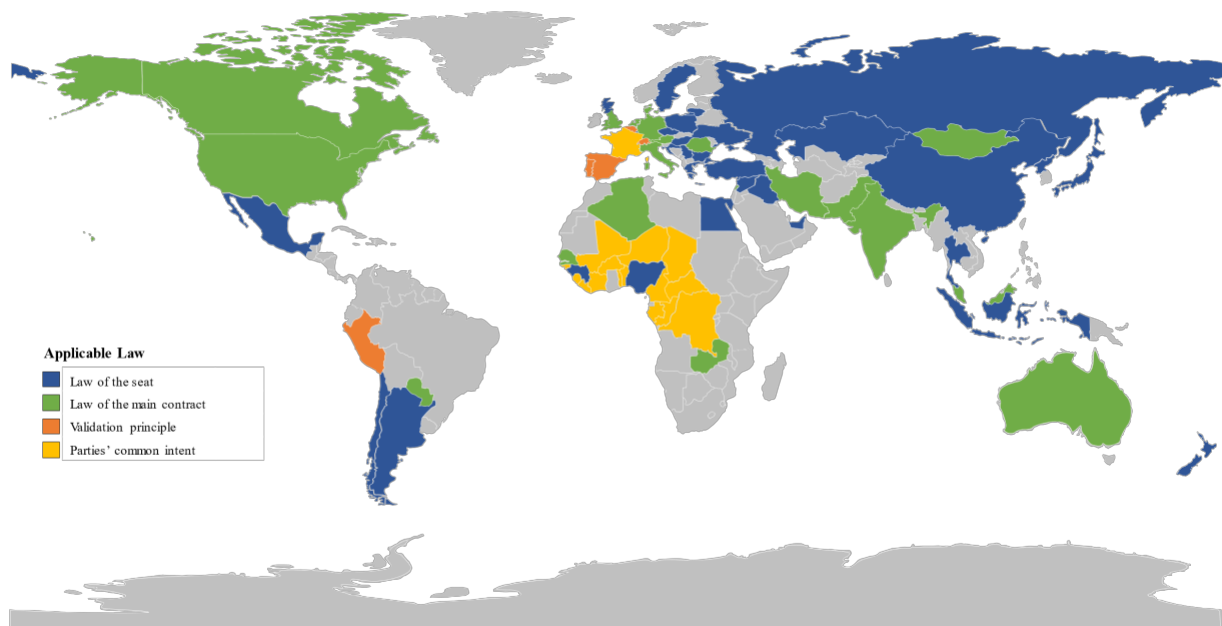 Applicable Law
Law of the seat
Law of the main contract
Validation principle
Parties’ common intent